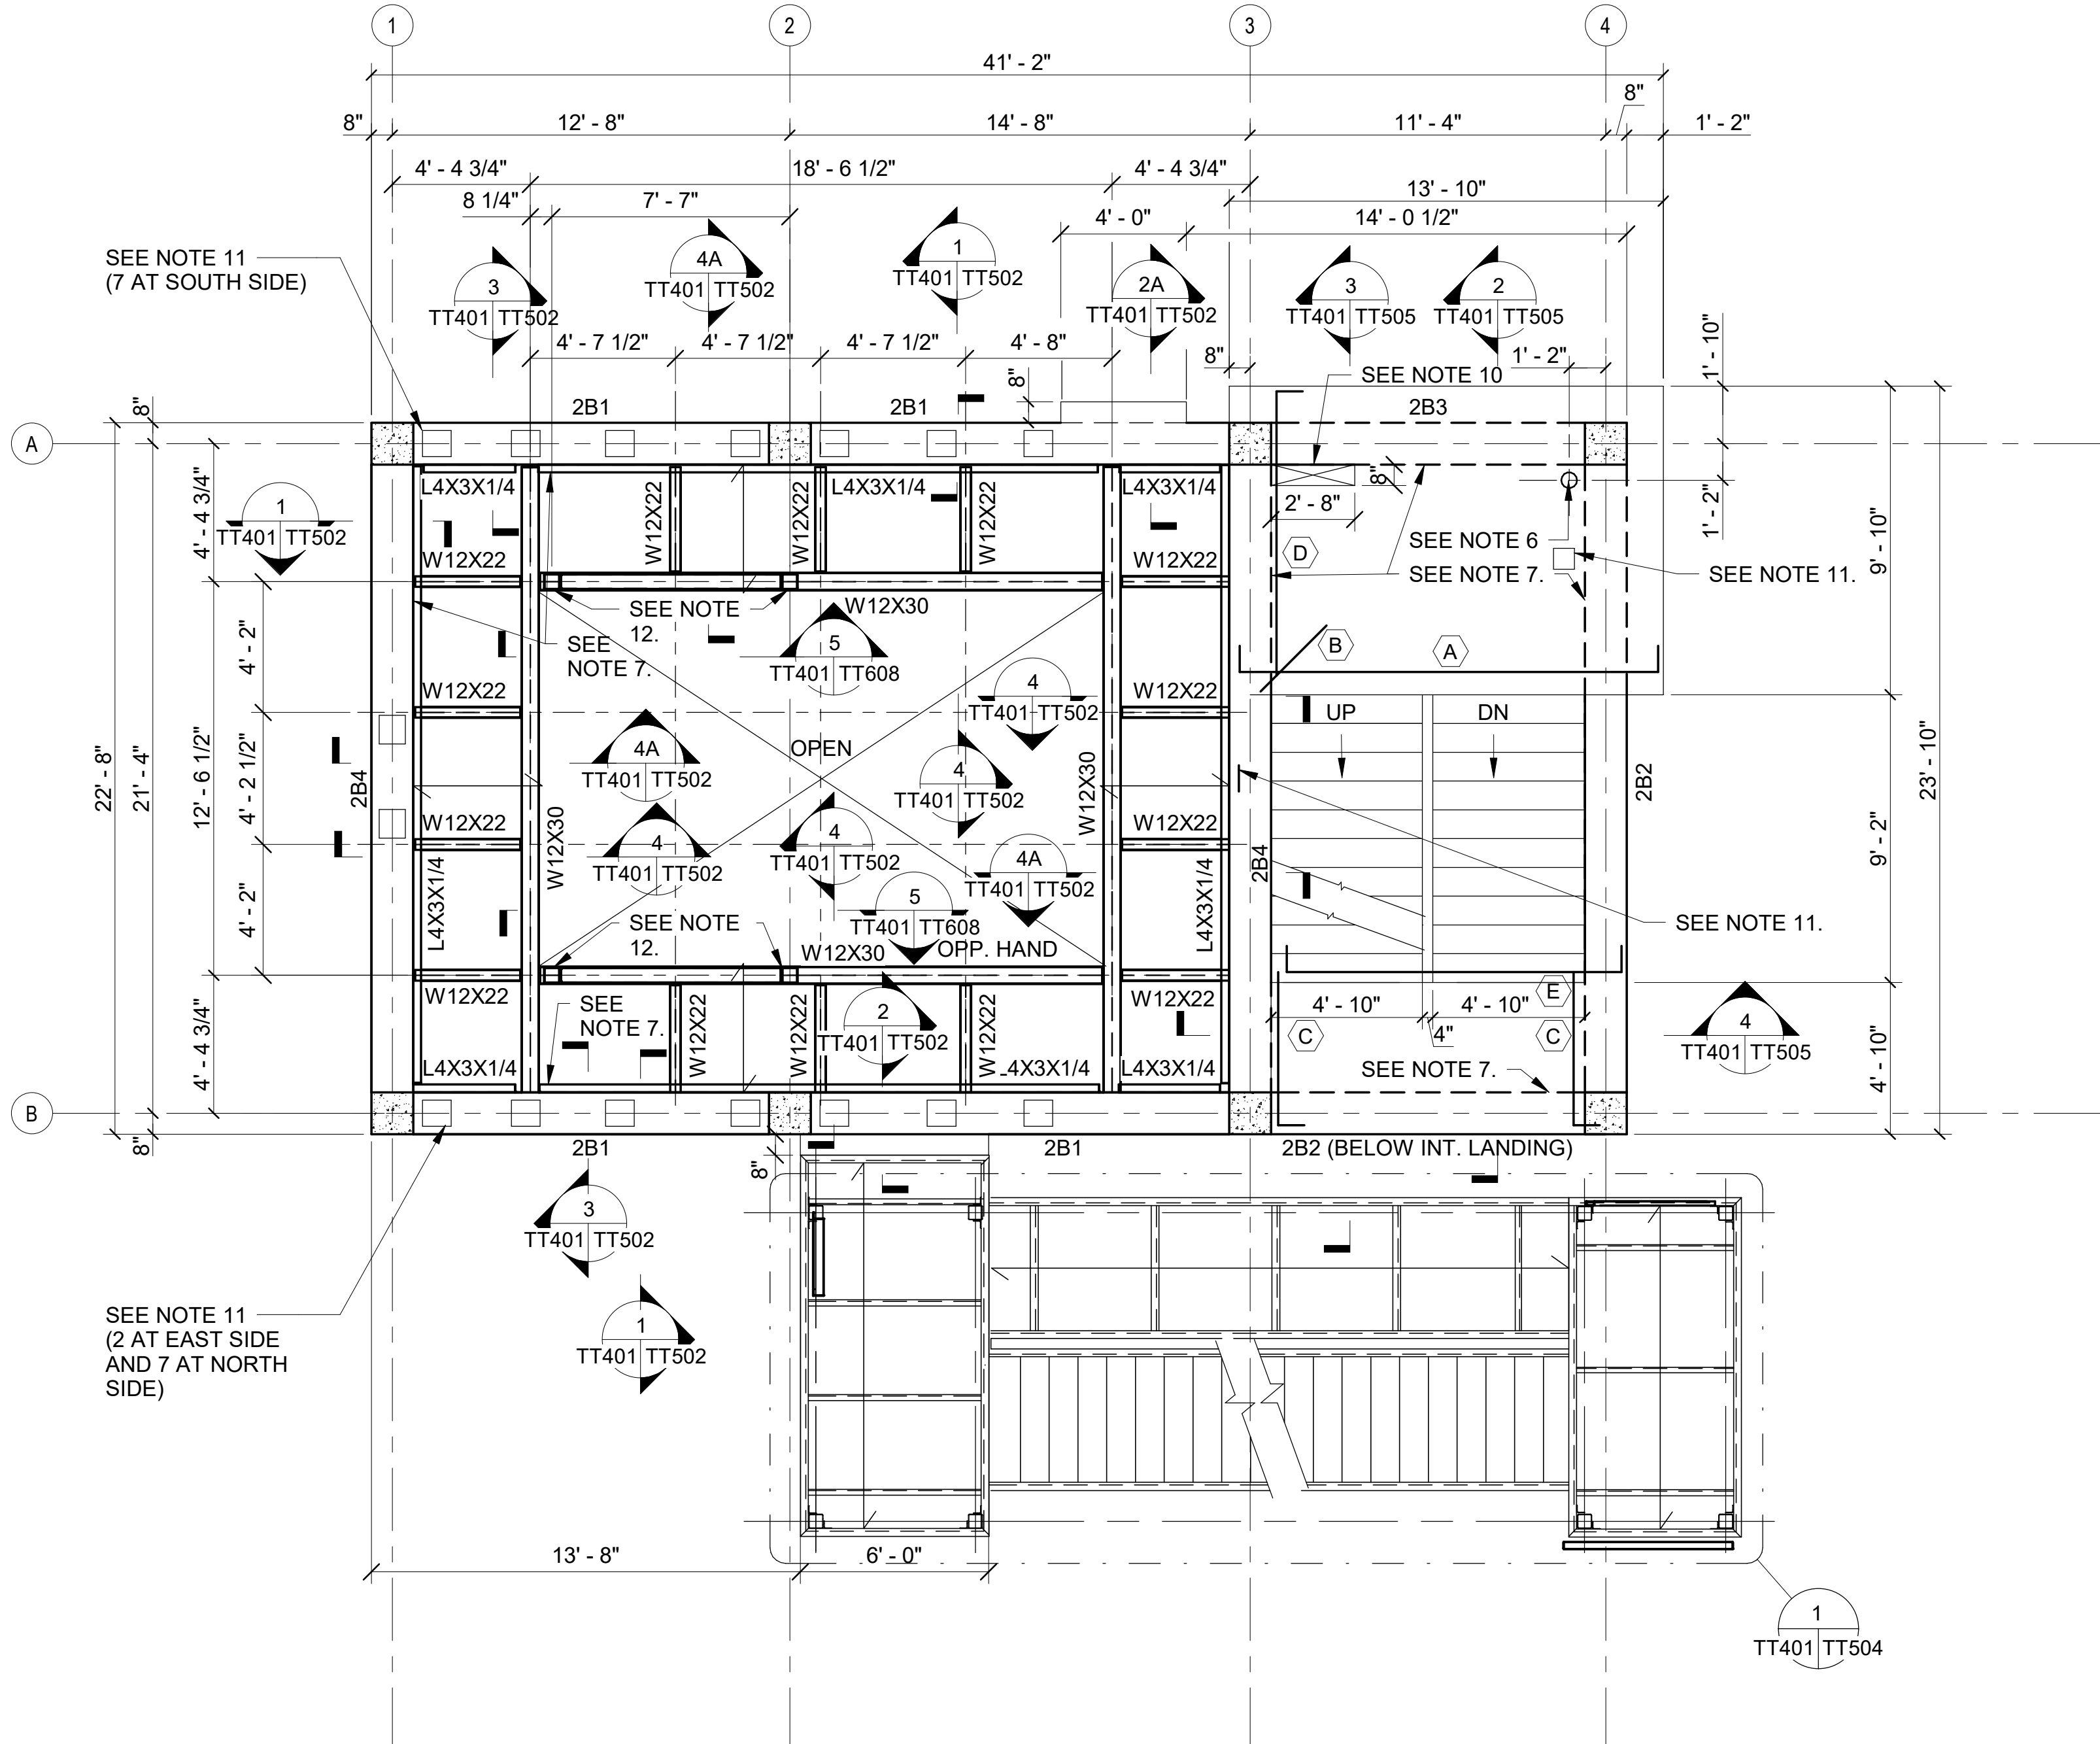 1
2
3
4
41' - 2"
8"
12' - 8"
14' - 8"
11' - 4"
8"
1' - 2"
4' - 4 3/4"
18' - 6 1/2"
4' - 4 3/4"
13' - 10"
8 1/4"
7' - 7"
4' - 0"
14' - 0 1/2"
SEE NOTE 11
(7 AT SOUTH SIDE)
3
TT401 TT502
4A
TT401 TT502
1
TT401 TT502
2A
TT401 TT502
3
TT401 TT505
2
TT401 TT505
4' - 7 1/2"
4' - 7 1/2"
4' - 7 1/2"
4' - 8"
8"
1' - 2"
1' - 10"
SEE NOTE 10
8"
8"
2B1
2B1
2B3
A
L4X3X1/4
W12X22
W12X22
L4X3X1/4
W12X22
L4X3X1/4
8"
2' - 8"
1' - 2"
4' - 4 3/4"
1
TT401 TT502
W12X22
W12X22
D
SEE NOTE 6
SEE NOTE 7.
SEE NOTE 11.
9' - 10"
SEE NOTE
12.
W12X30
SEE
NOTE 7.
5
TT401 TT608
B
A
4' - 2"
W12X22
W12X22
4
TT401 TT502
UP
DN
4A
TT401 TT502
OPEN
4
TT401 TT502
W12X30
22' - 8"
21' - 4"
12' - 6 1/2"
4' - 2 1/2"
2B4
2B2
23' - 10"
W12X22
W12X30
4
TT401 TT502
4
TT401 TT502
4A
TT401 TT502
W12X22
2B4
9' - 2"
4' - 2"
L4X3X1/4
SEE NOTE
12.
W12X30
5
TT401 TT608
OPP. HAND
L4X3X1/4
SEE NOTE 11.
W12X22
SEE
NOTE 7.
2
TT401 TT502
W12X22
E
4' - 10"
4' - 10"
4"
C
C
4
TT401 TT505
4' - 4 3/4"
L4X3X1/4
W12X22
W12X22
W12X22
L4X3X1/4
SEE NOTE 7.
4' - 10"
B
8"
2B1
8"
2B1
2B2 (BELOW INT. LANDING)
3
TT401 TT502
1
TT401 TT502
SEE NOTE 11
(2 AT EAST SIDE
AND 7 AT NORTH
SIDE)
13' - 8"
6' - 0"
1
TT401 TT504